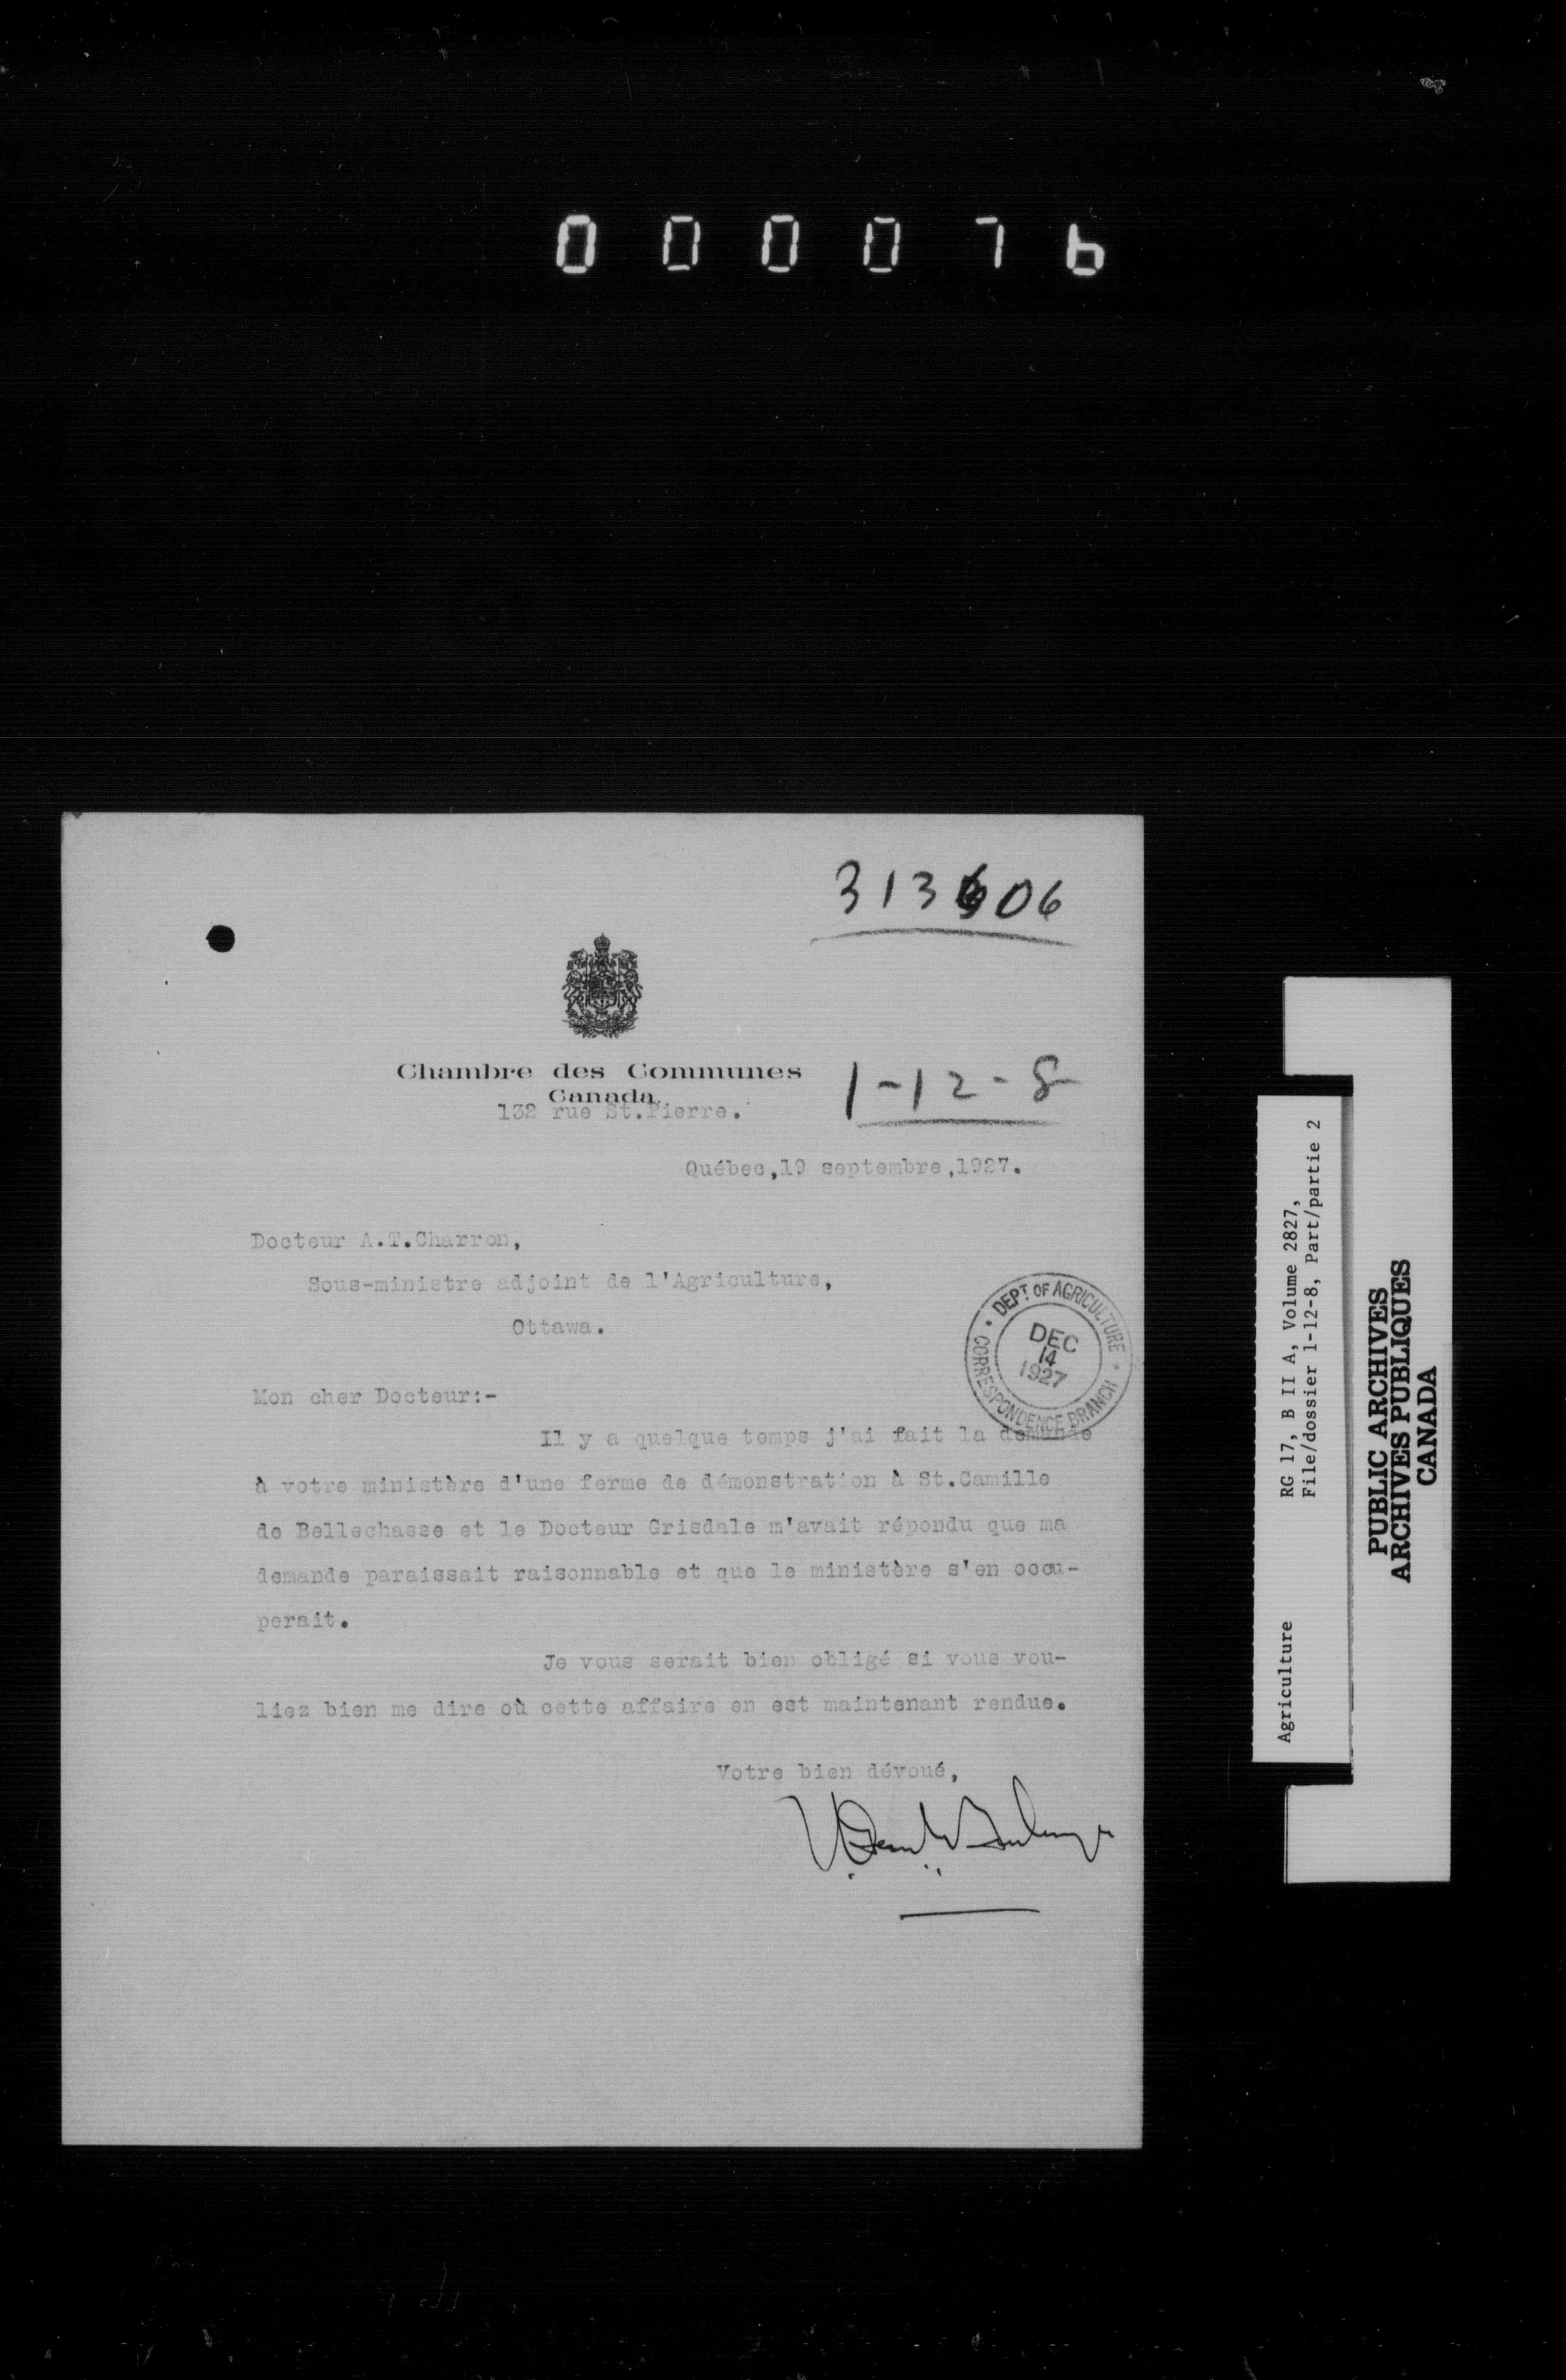 000076
313606
Chambre des Communes
Canada
132 rue St.Pierre.
1-12-8
Québec,19 septembre,1927.
Docteur A.T.Charron,
Sous-ministre adjoint de l'Agriculture,
Ottawa.
DEPT. OF AGRICULTURE
DEC
14
1927
CORRESPONDENCE BRANCH
Mon cher Docteur:-
Il y a quelque temps j'ai fait la demande
à votre ministère d'une ferme de démonstration à St.Camille
de Bellechasse et le Docteur Grisdale m'avait répondu que ma
demande paraissait raisonnable et que le ministère s'en occu-
perait.
Je vous serait bien obligé si vous vou-
liez bien me dire où cette affaire en est maintenant rendue.
Votre bien dévoué,
Agriculture RG 17, B II A, Volume 2827,
File/dossier 1-12-8, Part/partie 2
PUBLIC ARCHIVES
ARCHIVES PUBLIQUES
CANADA